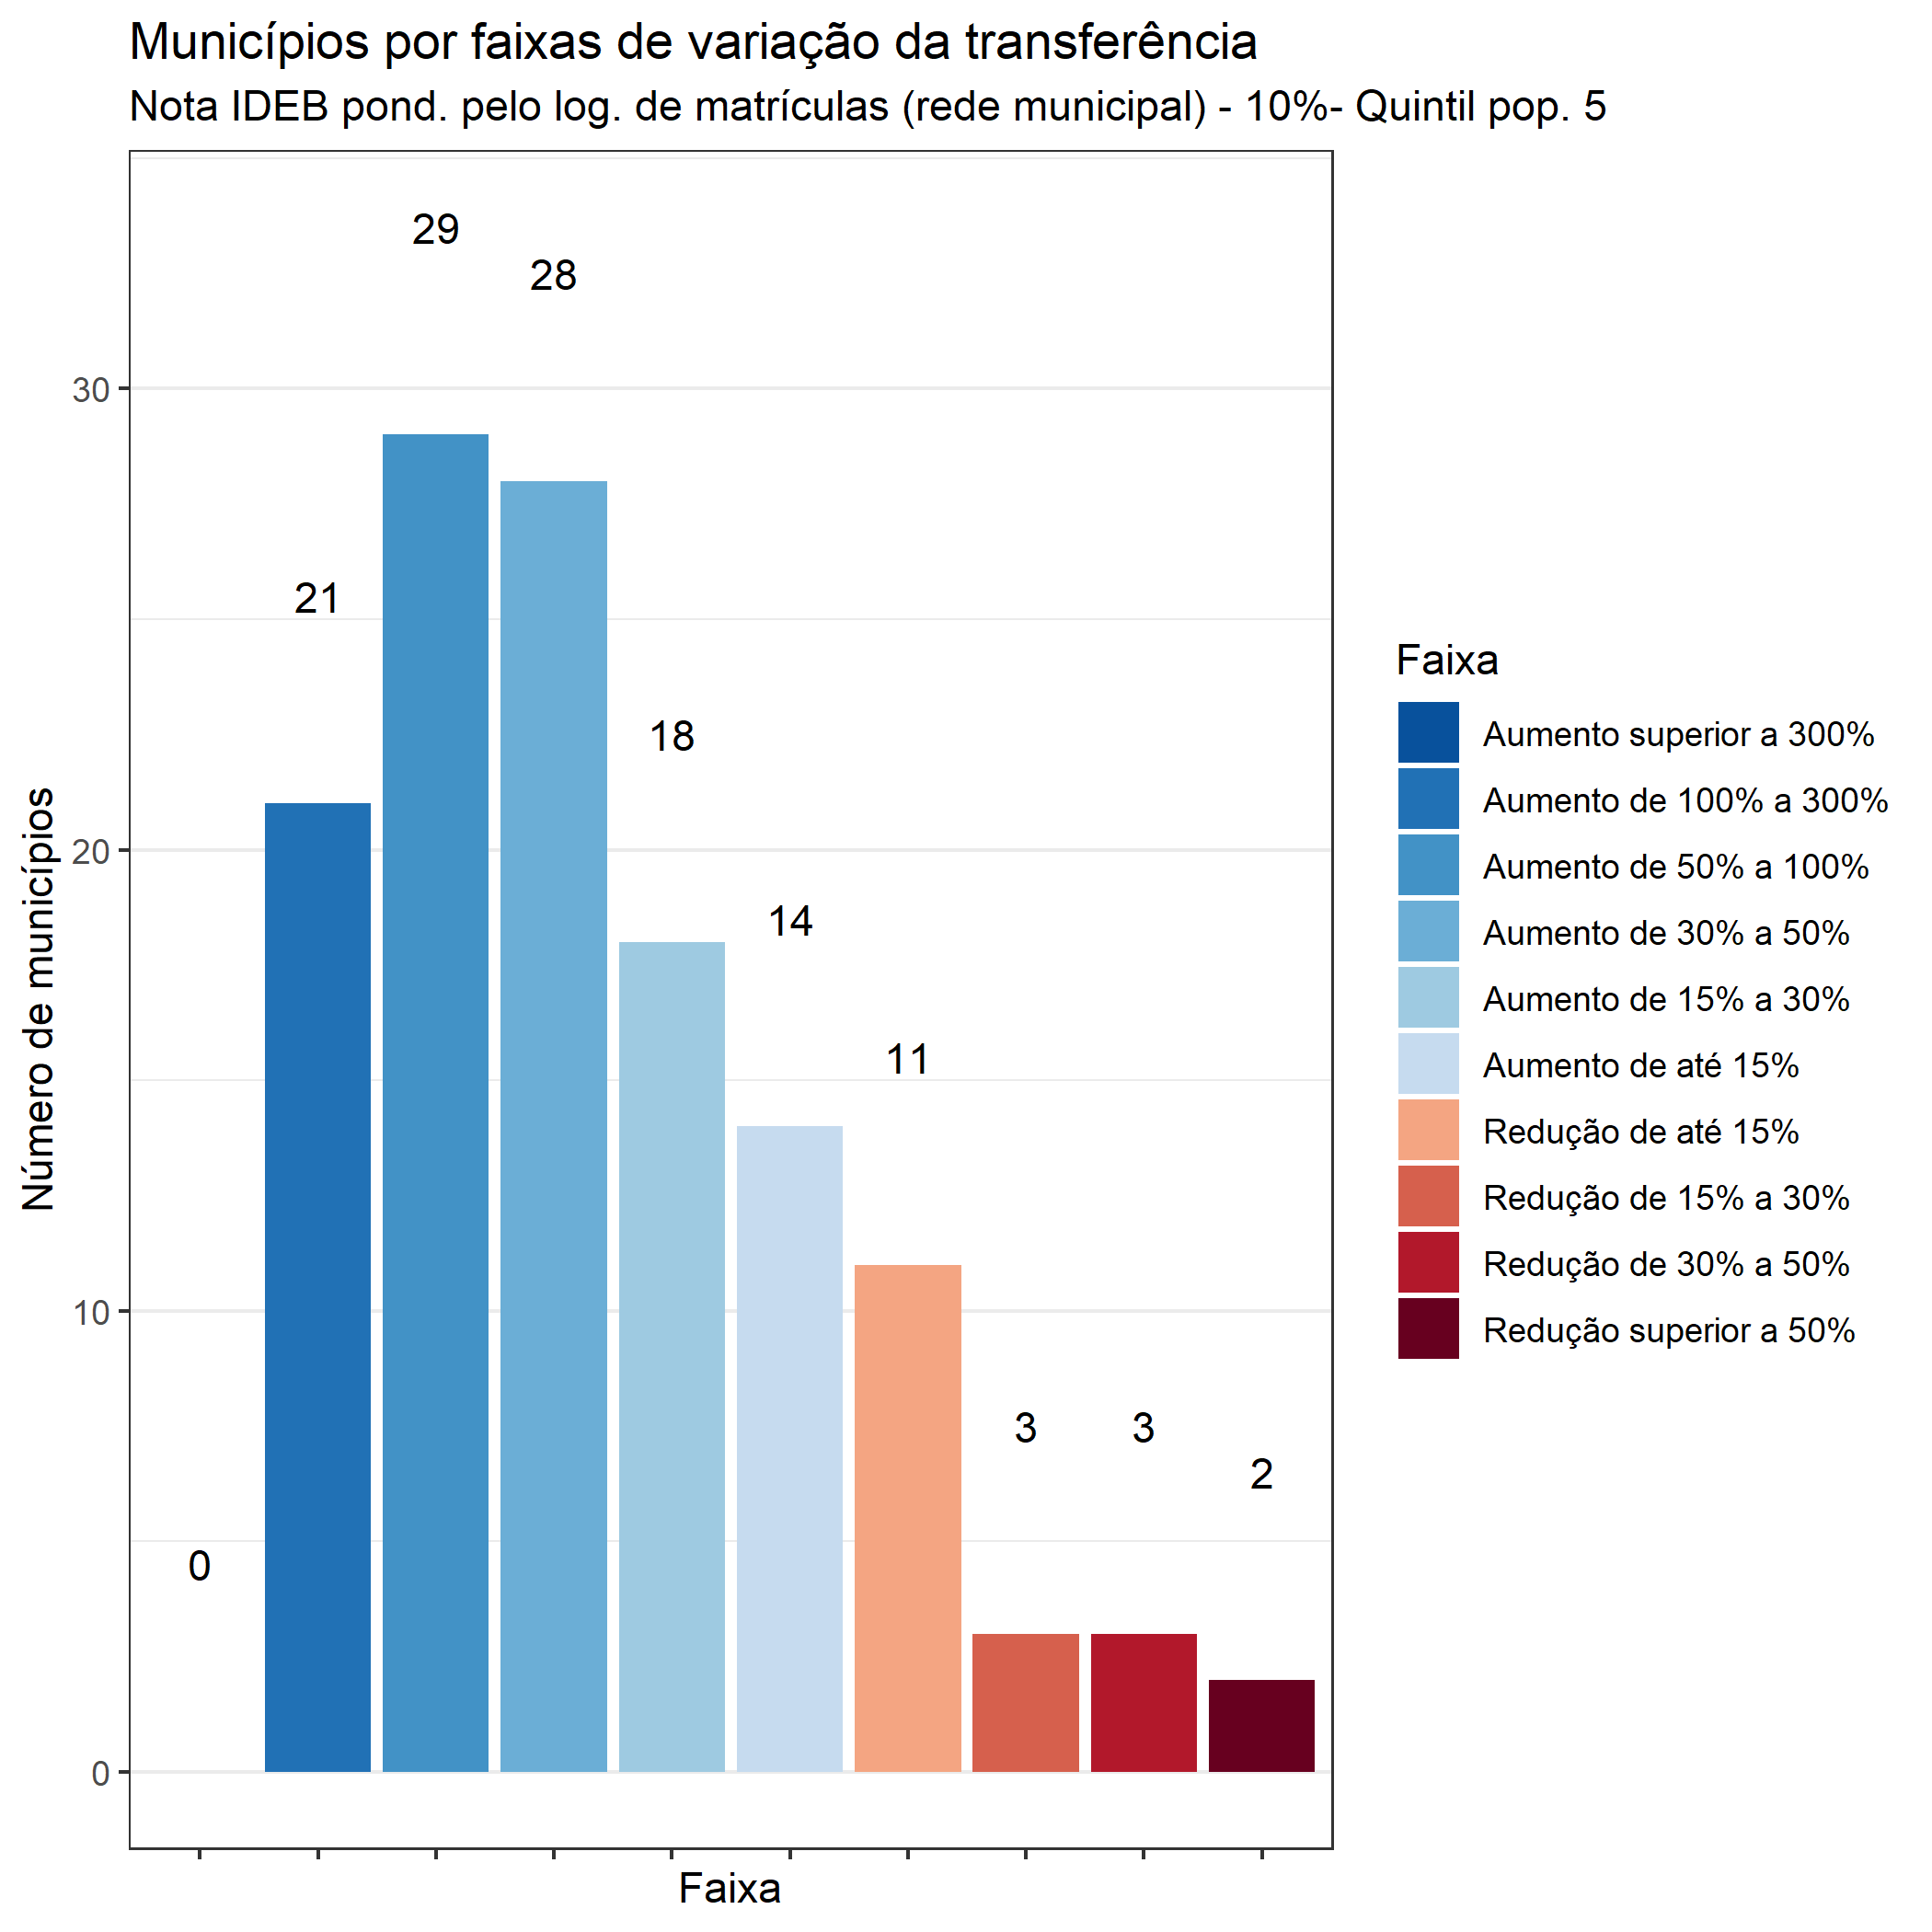 Municípios por faixas de variação da transferência
Nota IDEB pond. pelo log. de matrículas (rede municipal) - 10%- Quintil pop. 5
Número de municípios
30
20
10
0
0
21
29
28
18
14
11
3
3
2
Faixa
Faixa
Aumento superior a 300%
Aumento de 100% a 300%
Aumento de 50% a 100%
Aumento de 30% a 50%
Aumento de 15% a 30%
Aumento de até 15%
Redução de até 15%
Redução de 15% a 30%
Redução de 30% a 50%
Redução superior a 50%